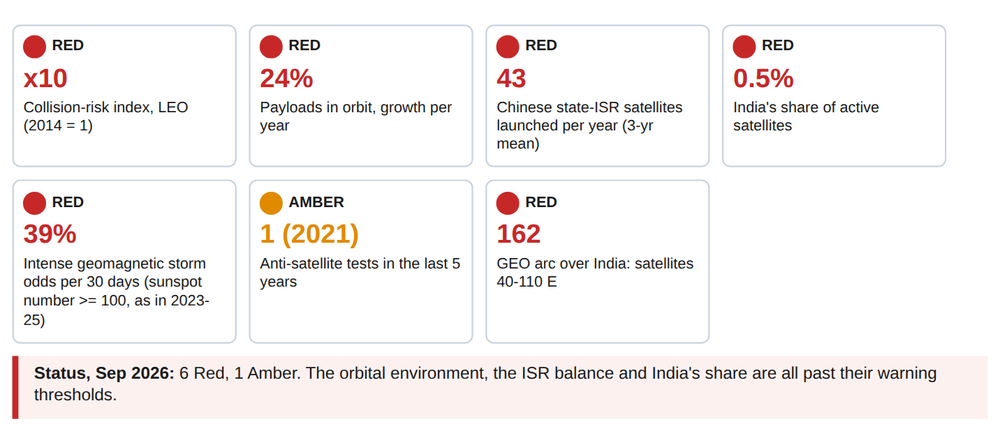 RED
x10
Collision-risk index, LEO
(2014 = 1)
RED
24%
Payloads in orbit, growth per
year
RED
43
Chinese state-ISR satellites
launched per year (3-yr
mean)
RED
0.5%
India's share of active
satellites
RED
39%
Intense geomagnetic storm
odds per 30 days (sunspot
number >= 100, as in 2023-
25)
AMBER
1 (2021)
Anti-satellite tests in the last 5
years
RED
162
GEO arc over India: satellites
40-110 E
Status, Sep 2026: 6 Red, 1 Amber. The orbital environment, the ISR balance and India's share are all past their warning
thresholds.